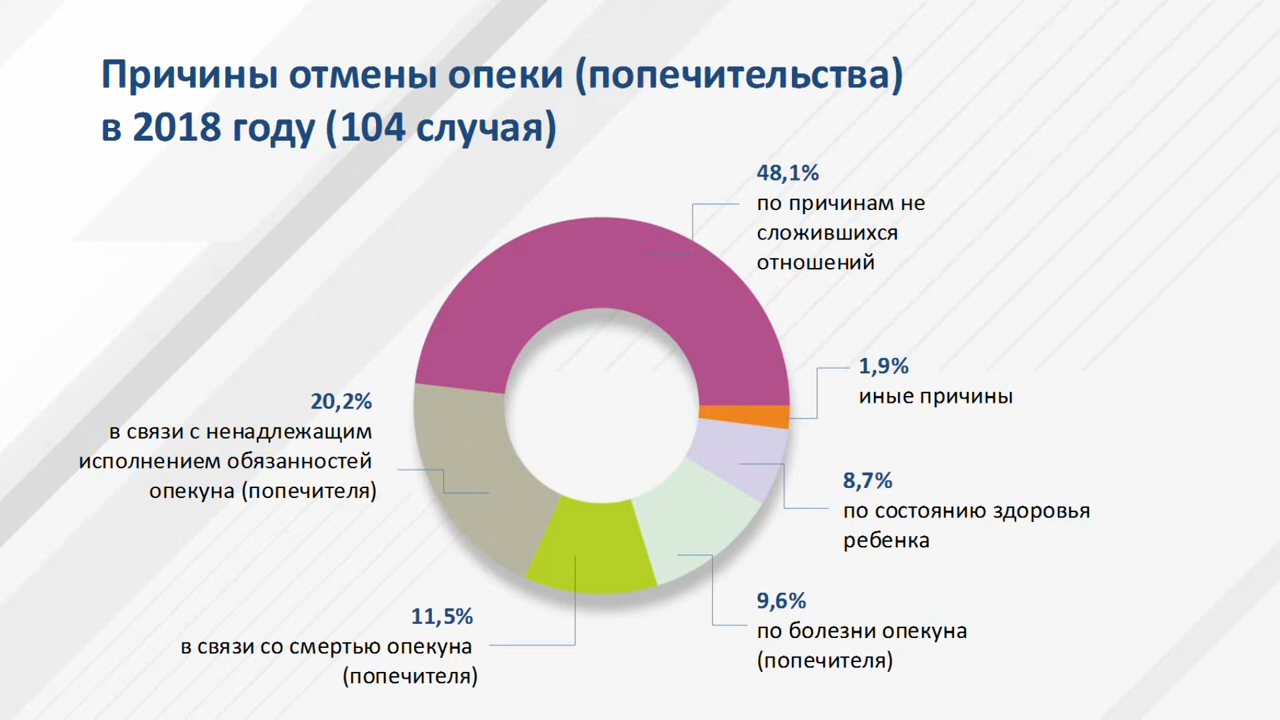 Причины отмены опеки (попечительства)
в 2018 году (104 случая)
48,1%
по причинам не
сложившихся
отношений
1,9%
иные причины
20,2%
в связи с ненадлежащим
исполнением обязанностей
опекуна (попечителя)
8,7%
по состоянию здоровья
ребенка
9,6%
по болезни опекуна
(попечителя)
11,5%
в связи со смертью опекуна
(попечителя)